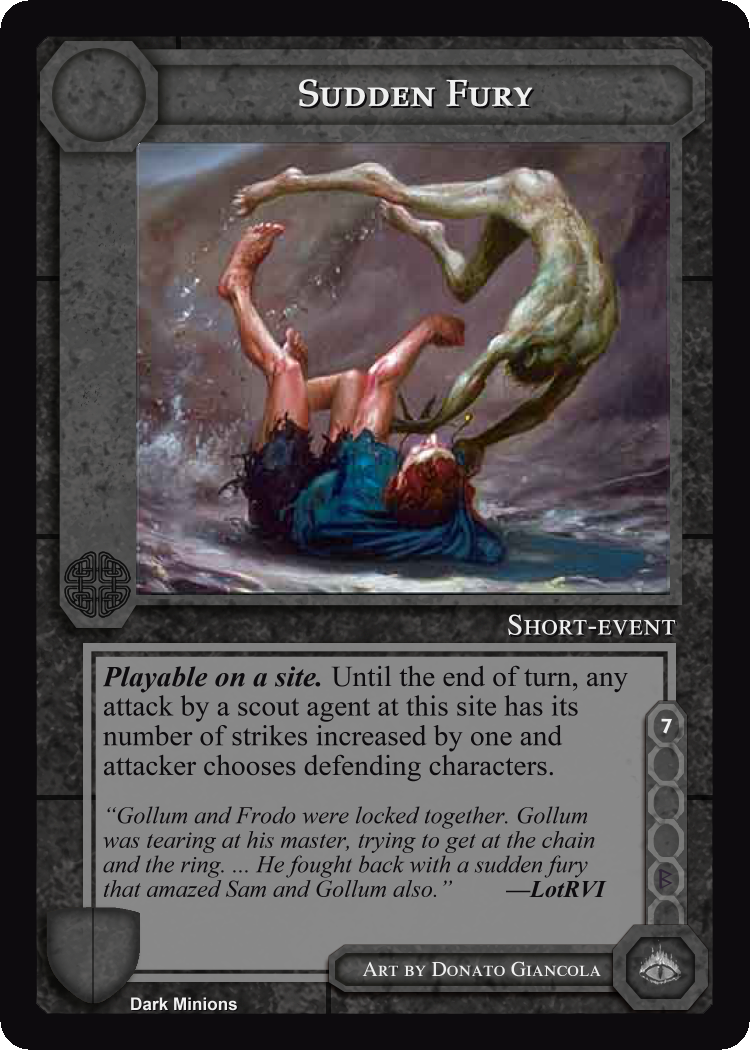 Sudden Fury
Short-event
Playable on a site. Until the end of turn, any
attack by a scout agent at this site has its
number of strikes increased by one and
attacker chooses defending characters.
7
“Gollum and Frodo were locked together. Gollum
was tearing at his master, trying to get at the chain
and the ring. ... He fought back with a sudden fury
that amazed Sam and Gollum also.” —LotRVI
B
Art by Donato Giancola
Dark Minions